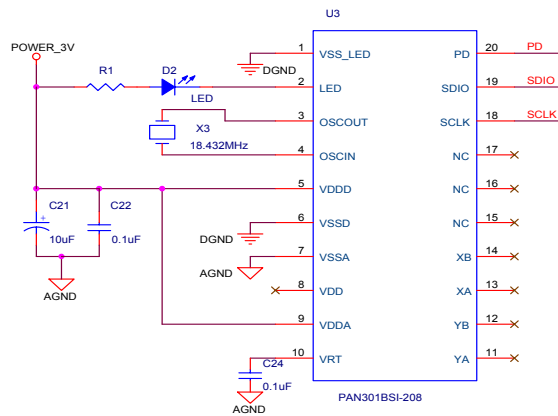 U3
POWER_3V
R1
D2
LED
DGND
X3
18.432MHz
C21
10uF
C22
0.1uF
AGND
DGND
AGND
C24
0.1uF
AGND
1 VSS_LED
2 LED
3 OSCOUT
4 OSCIN
5 VDDD
6 VSSD
7 VSSA
8 VDD
9 VDDA
10 VRT
PD 20 PD
SDIO 19 SDIO
SCLK 18 SCLK
NC 17
NC 16
NC 15
XB 14
XA 13
YB 12
YA 11
PAN301BSI-208